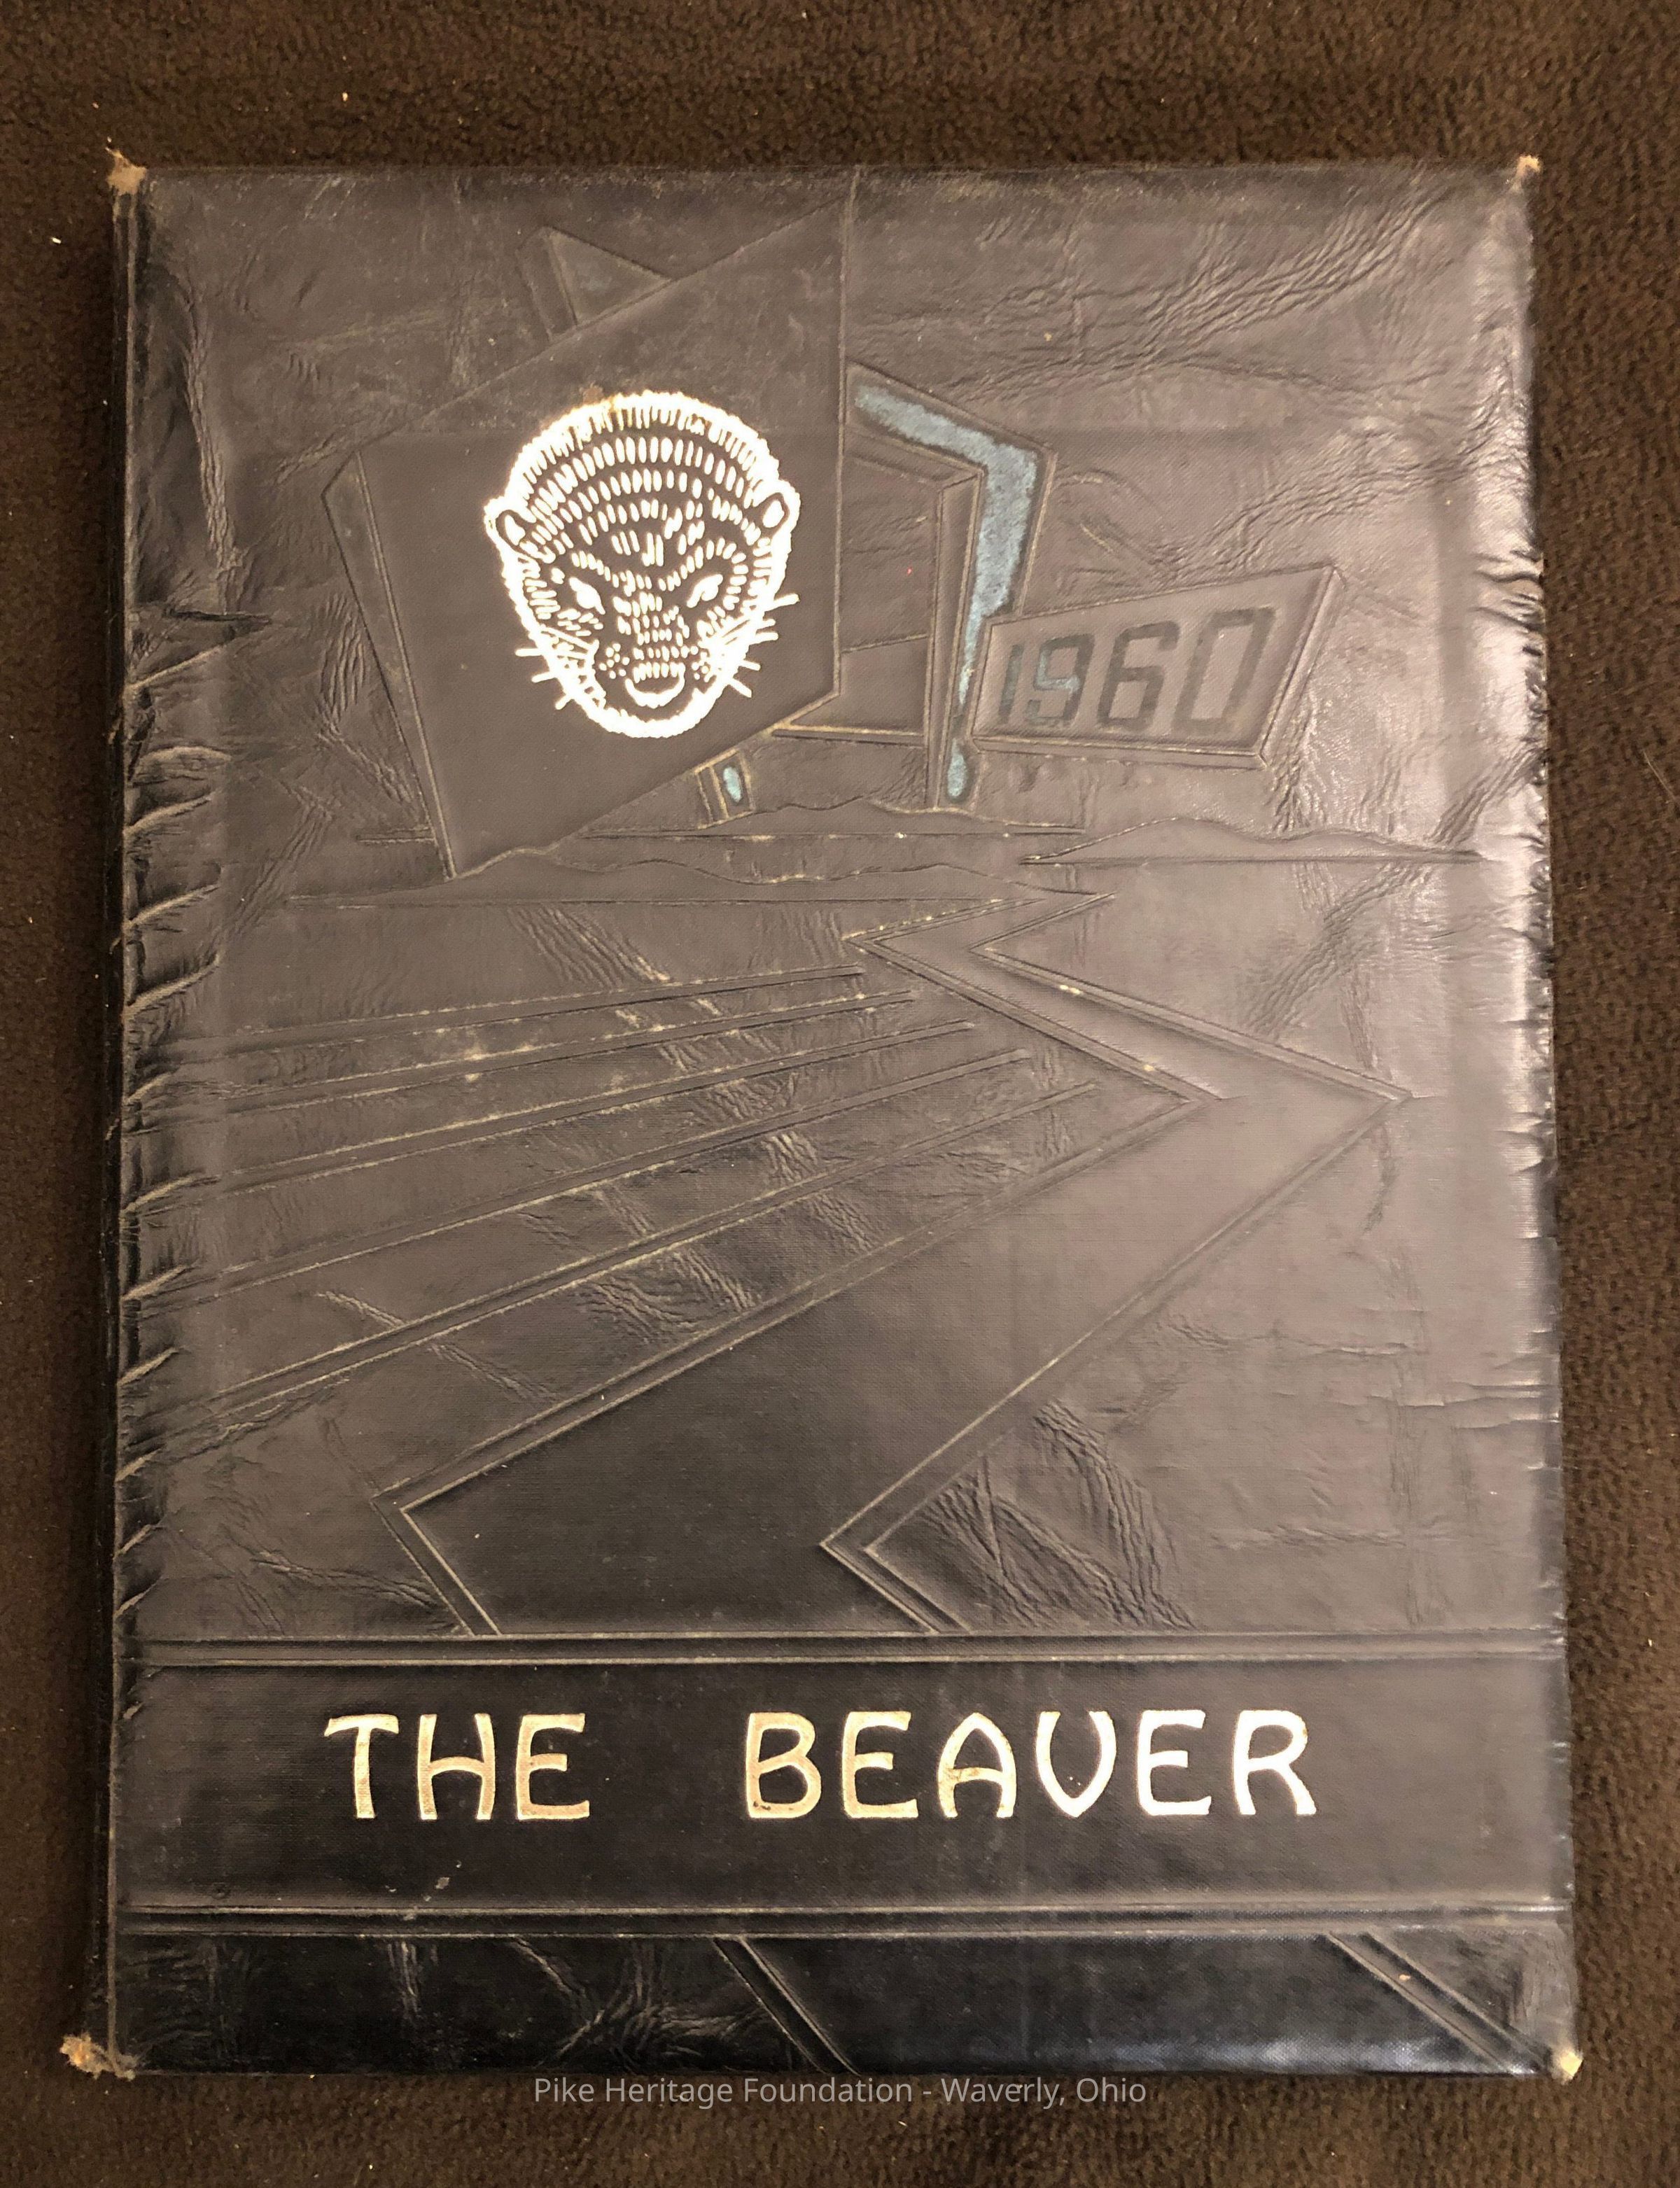 1960
THE BEAVER
Pike Heritage Foundation - Waverly, Ohio